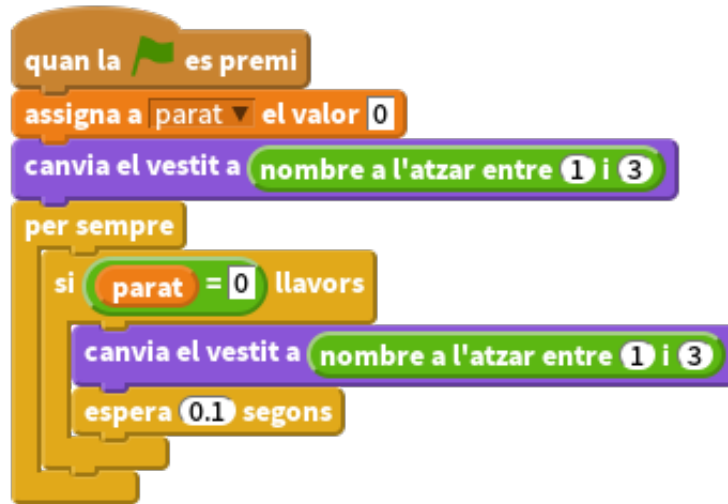 quan la es premi
assigna a parat el valor 0
canvia el vestit a nombre a l'atzar entre 1 i 3
per sempre
si parat = 0 llavors
canvia el vestit a nombre a l'atzar entre 1 i 3
espera 0.1 segons